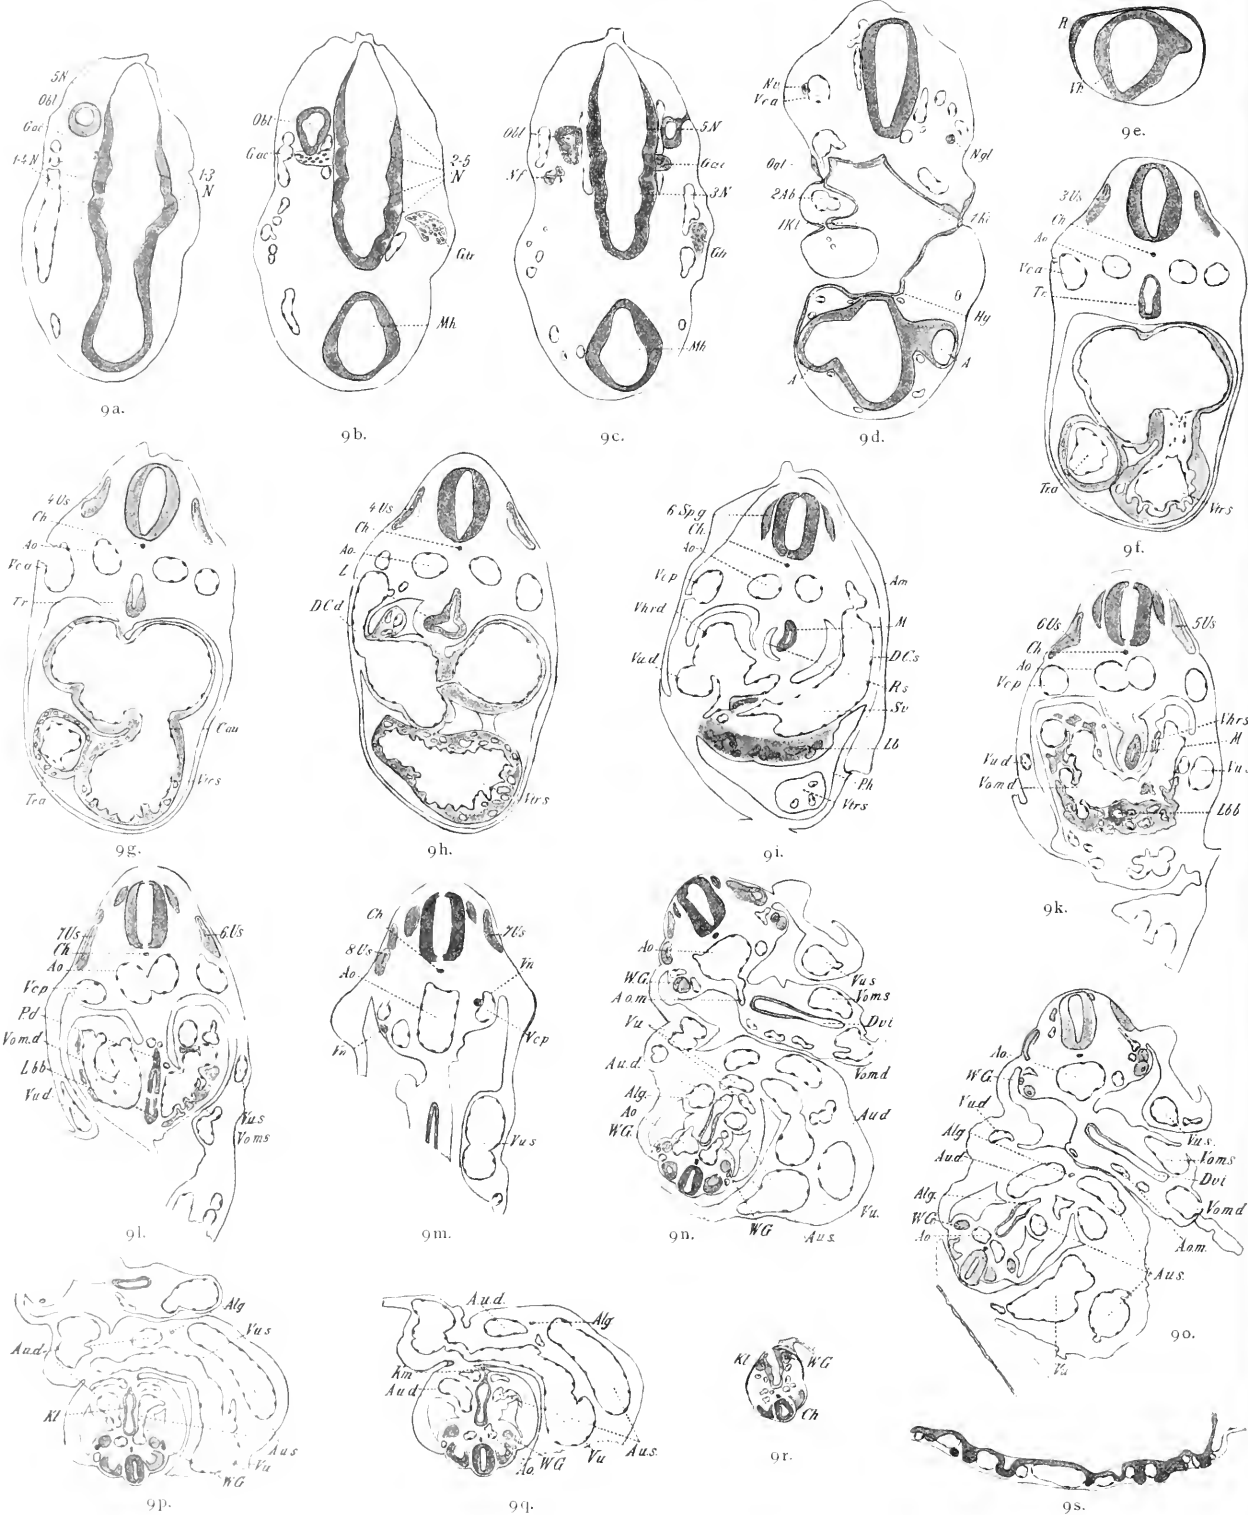 5N
Obl
Gac
1-4N
1-3
N
9a.
Obl
Gac
2-5
N
Gtr
Mh.
9b.
Obl
Nf
5N
Gac
3N
Gtr
Mh
9c.
Nv
Vca
Ngl
Ogl
2Ab
1Kt
1Kt
O
Hy
A
A
9d.
R
Vh.
9e.
3Us
Ch
Ao
Vca
Tr.
Tra
Vtrs
9f.
4Us
Ch
Ao
Vca
Tr
Cau
Vtrs
Tra
9g.
4Us
Ch
Ao.
L
DCd
Vtrs
9h.
6Spg
Ch.
Ao
Vcp
Vhrd
Vud
Am
M
DCs
Rs
Sv
Lb
Ph
Vtrs
9i.
6Us
5Us
Ch
Ao
Vcp
Vhrs
M
Vud
Vomd
Vus
Lbb
9k.
7Us
6Us
Ch
Ao
Vcp
Pd
Vom.d
Lbb
Vud
Vus
Voms
9l.
Ch
8Us
7Us
Ao
Vn
Vcp
Vn
Vus
9m.
Ao
W.G.
Aom
Vu
Au.d.
Alg.
Ao
WG.
Vus
Voms
Dvi
Vomd
Aud
Vu.
WG
Aus.
9n.
Ao.
WG.
Vud
Alg
Aud.
Alg.
WG
Ao
Vus.
Voms
Dvi
Vomd
Ao.m.
Aus.
Vu
9o.
Alg
Vus
Aud.
Kl
Aus
Vu
WG
9p.
A.u.d.
Alg
Km
Aud
Ao.
WG
Vu
Aus.
9q.
Kl
WG
Ch
9r.
9s.